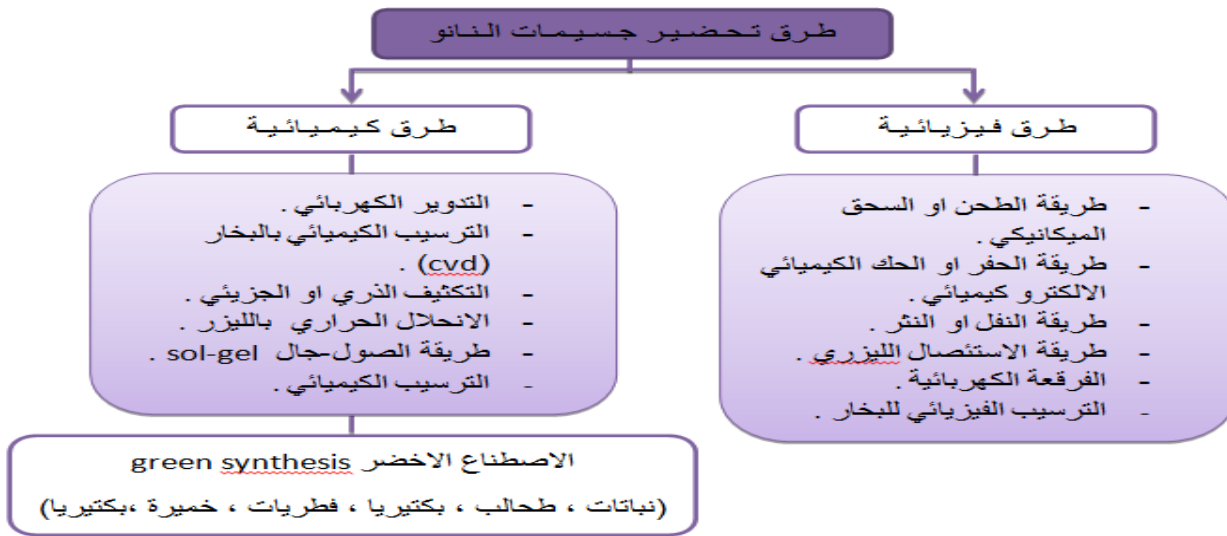 طرق تحضير جسيمات النانو
طرق فيزيائية
- طريقة الطحن او السحق
الميكانيكي .
- طريقة الحفر او الحك الكيميائي
الالكترو كيميائي .
- طريقة النفل او النثر .
- طريقة الاستئصال الليزري .
- الفرقعة الكهربائية .
- الترسيب الفيزيائي للبخار .
طرق كيميائية
- التدوير الكهربائي .
- الترسيب الكيميائي بالبخار
(cvd) .
- التكثيف الذري او الجزيئي .
- الانحلال الحراري بالليزر .
- طريقة الصول-جال sol-gel .
- الترسيب الكيميائي .
الاصطناع الاخضر green synthesis
(نباتات ، طحالب ، بكتيريا ، فطريات ، خميرة ،بكتيريا)